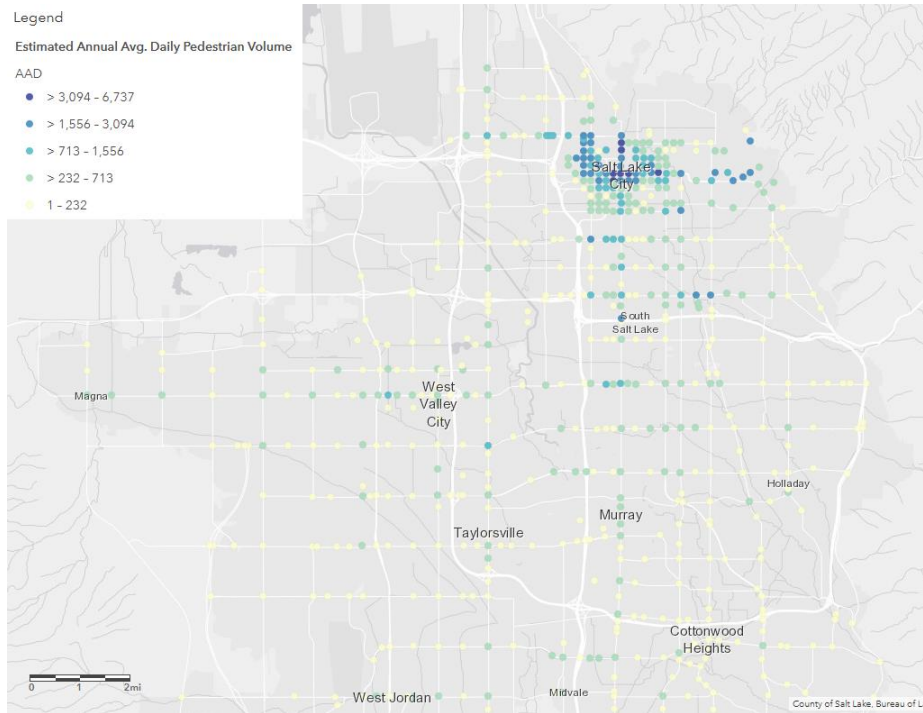 Legend
Estimated Annual Avg. Daily Pedestrian Volume
AAD
> 3,094 - 6,737
> 1,556 - 3,094
> 713 - 1,556
> 232 - 713
1 - 232
Salt Lake
City
South
Salt Lake
West
Valley
City
Magna
Holladay
Murray
Taylorsville
Cottonwood
Heights
West Jordan
Midvale
0 1 2mi
County of Salt Lake, Bureau of L